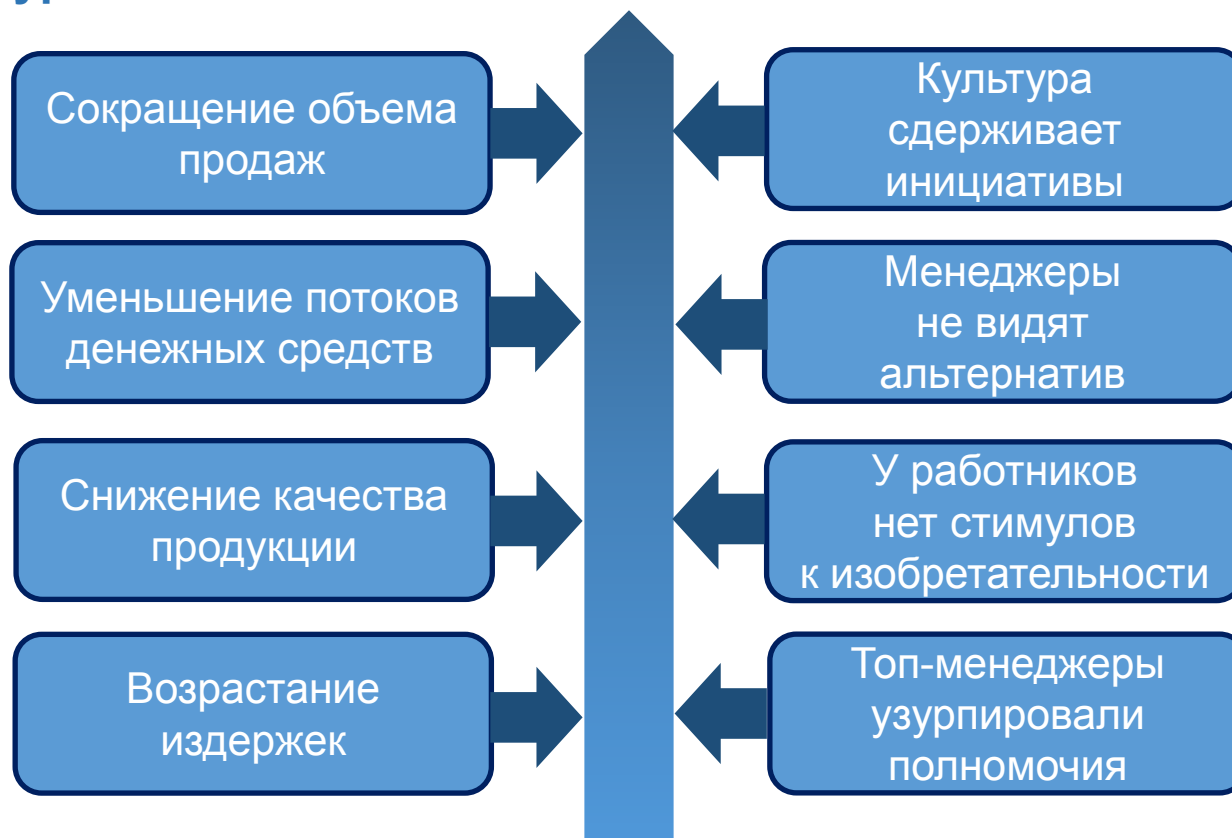 Сокращение объема
продаж
Уменьшение потоков
денежных средств
Снижение качества
продукции
Возрастание
издержек
Культура
сдерживает
инициативы
Менеджеры
не видят
альтернатив
У работников
нет стимулов
к изобретательности
Топ-менеджеры
узурпировали
полномочия